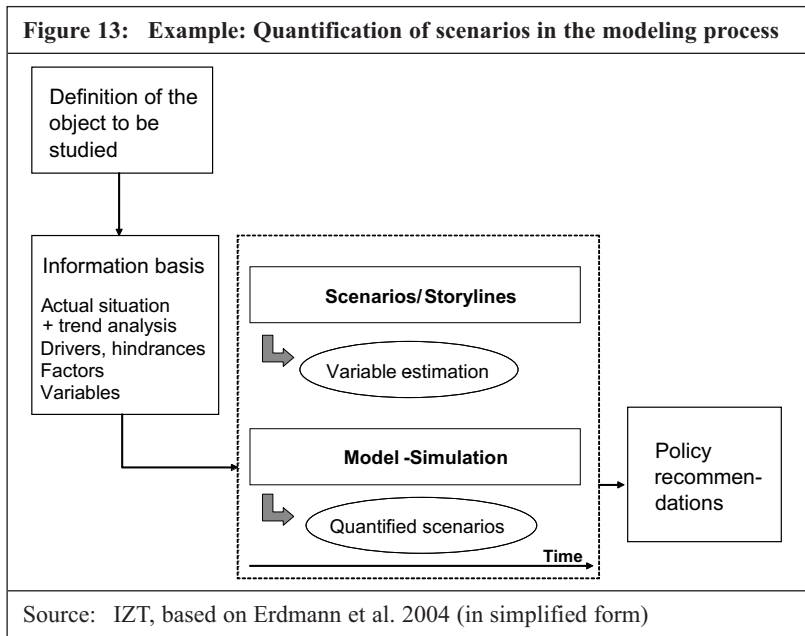 Figure 13: Example: Quantification of scenarios in the modeling process
Definition of the
object to be
studied
Information basis
Actual situation
+ trend analysis
Drivers, hindrances
Factors
Variables
Scenarios/Storylines
Variable estimation
Model -Simulation
Quantified scenarios
Time
Policy
recommen-
dations
Source: IZT, based on Erdmann et al. 2004 (in simplified form)